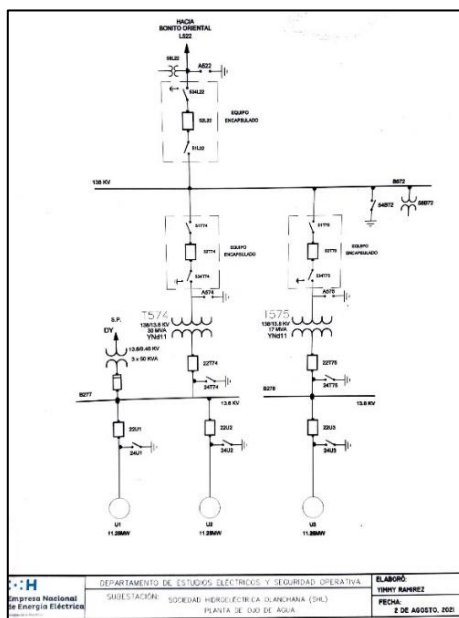 HACIA
BONITO ORIENTAL
L522
A522
EQUIPO
ENCAPSULADO
138 KV
B572
EQUIPO
ENCAPSULADO
EQUIPO
ENCAPSULADO
A574
A575
T574
138/13.8 KV
30 MVA
YNd11
T575
138/13.8 KV
17 MVA
YNd11
S.P.
DY
13.8/0.48 KV
3 x 50 KVA
22T74
24T74
22T75
24T75
B277
13.8 KV
B278
13.8 KV
22U1
24U1
22U2
24U2
22U3
24U3
U1
11.28MW
U2
11.28MW
U3
11.28MW
Empresa Nacional
de Energía Eléctrica
DEPARTAMENTO DE ESTUDIOS ELÉCTRICOS Y SEGURIDAD OPERATIVA
SUBESTACIÓN: SOCIEDAD HIDROELÉCTRICA OLANCHANA (SHL)
PLANTA DE OJO DE AGUA
ELABORÓ:
YIMMY RAMIREZ
FECHA:
2 DE AGOSTO, 2021